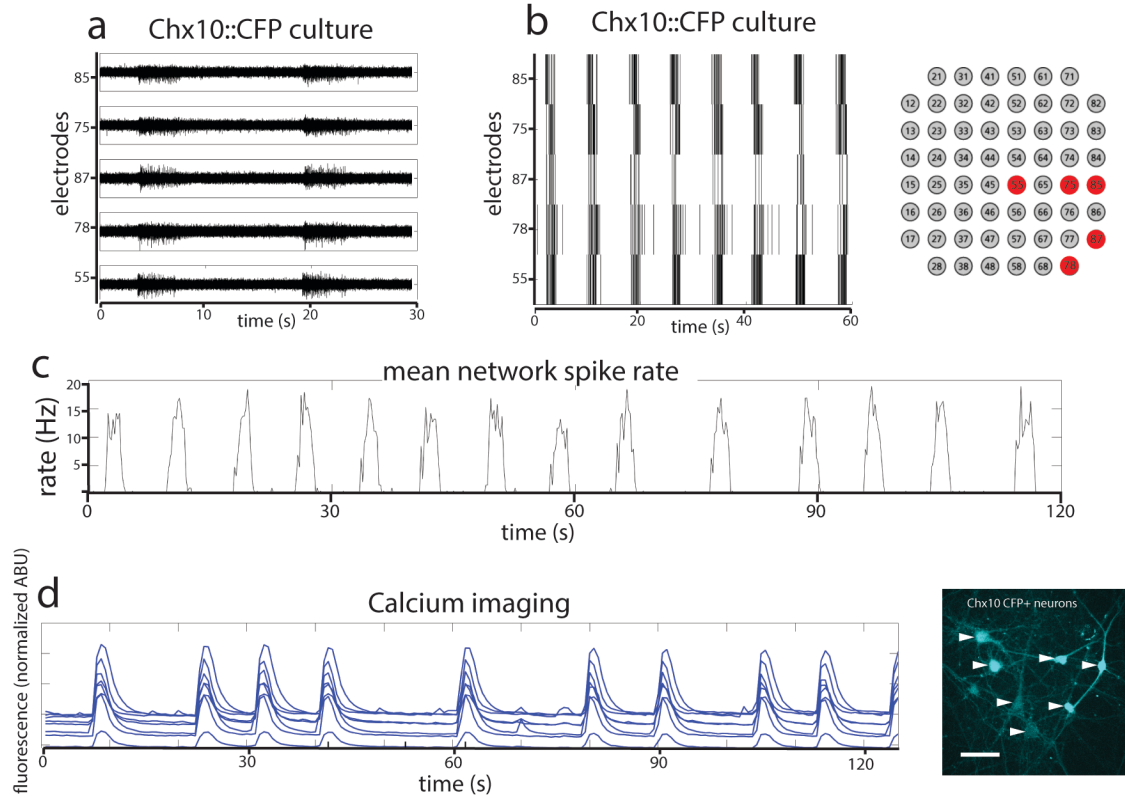 a
Chx10::CFP culture
electrodes
85
75
87
78
55
0
10
20
30
time (s)
b
Chx10::CFP culture
electrodes
85
75
87
78
55
0
20
40
60
time (s)
21 31 41 51 61 71
12 22 32 42 52 62 72 82
13 23 33 43 53 63 73 83
14 24 34 44 54 64 74 84
15 25 35 45 55 65 75 85
16 26 36 46 56 66 76 86
17 27 37 47 57 67 77 87
28 38 48 58 68 78
c
mean network spike rate
rate (Hz)
20
15
10
5
0
30
60
90
120
time (s)
d
Calcium imaging
fluorescence (normalized ABU)
0
30
60
90
120
time (s)
Chx10 CFP+ neurons